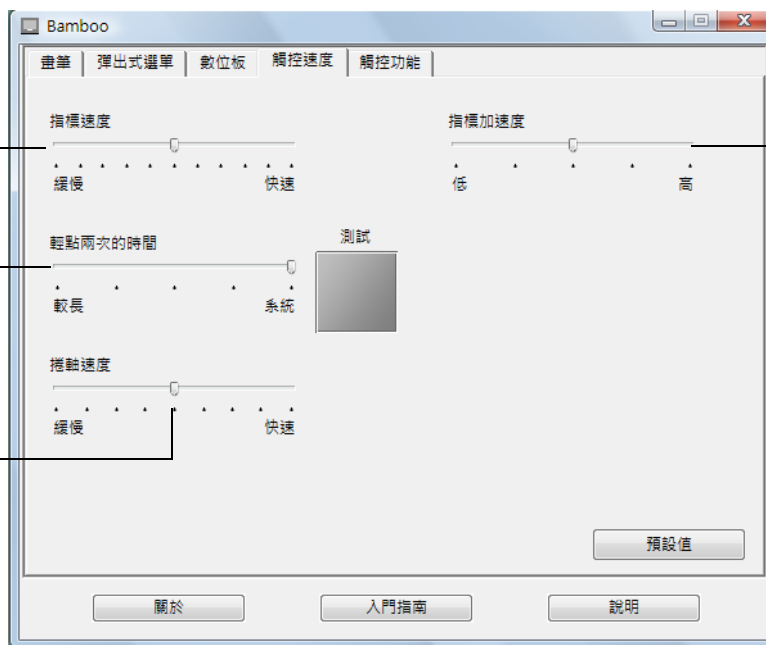 Bamboo
畫筆 彈出式選單 數位板 觸控速度 觸控功能
指標速度
緩慢 快速
指標加速度
低 高
輕點兩次的時間
較長 系統
測試
捲軸速度
緩慢 快速
預設值
關於 入門指南 說明